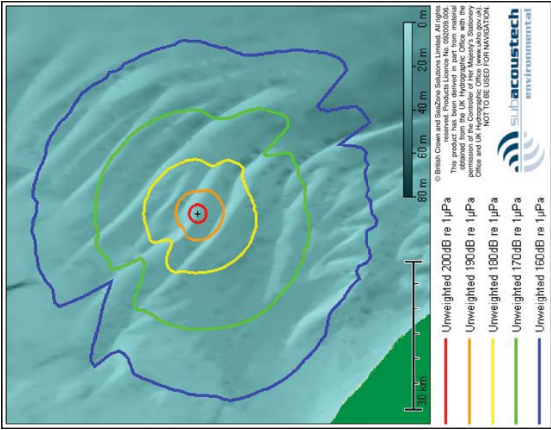 0 m
20 m
40 m
60 m
80 m
© British Crown and SeaZone Solutions Limited. All rights
reserved. Products Licence No. 092009.006.
This product has been derived in part from material
obtained from the UK Hydrographic Office with the
permission of the Controller of Her Majesty's Stationery
Office and UK Hydrographic Office (www.ukho.gov.uk).
NOT TO BE USED FOR NAVIGATION.
subacoustech
environmental
30 km
Unweighted 200dB re 1µPa
Unweighted 190dB re 1µPa
Unweighted 180dB re 1µPa
Unweighted 170dB re 1µPa
Unweighted 160dB re 1µPa